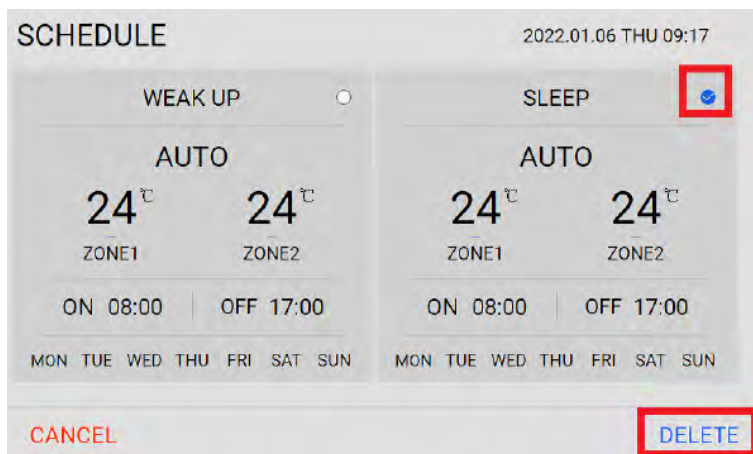 SCHEDULE 2022.01.06 THU 09:17
WEAK UP SLEEP
AUTO AUTO
24℃ 24℃ 24℃ 24℃
ZONE1 ZONE2 ZONE1 ZONE2
ON 08:00 OFF 17:00 ON 08:00 OFF 17:00
MON TUE WED THU FRI SAT SUN MON TUE WED THU FRI SAT SUN
CANCEL DELETE